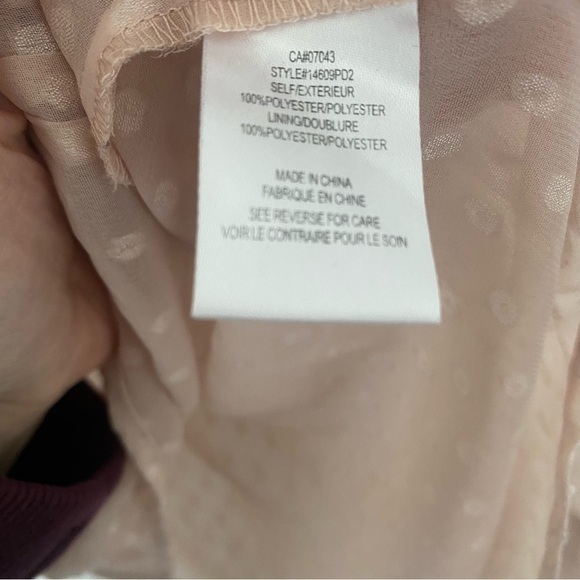 CA#07043
STYLE#14609PD2
SELF/EXTÉRIEUR
100%POLYESTER/POLYESTER
LINING/DOUBLURE
100%POLYESTER/POLYESTER
MADE IN CHINA
FABRIQUE EN CHINE
SEE REVERSE FOR CARE
VOIR LE CONTRAIRE POUR LE SOIN